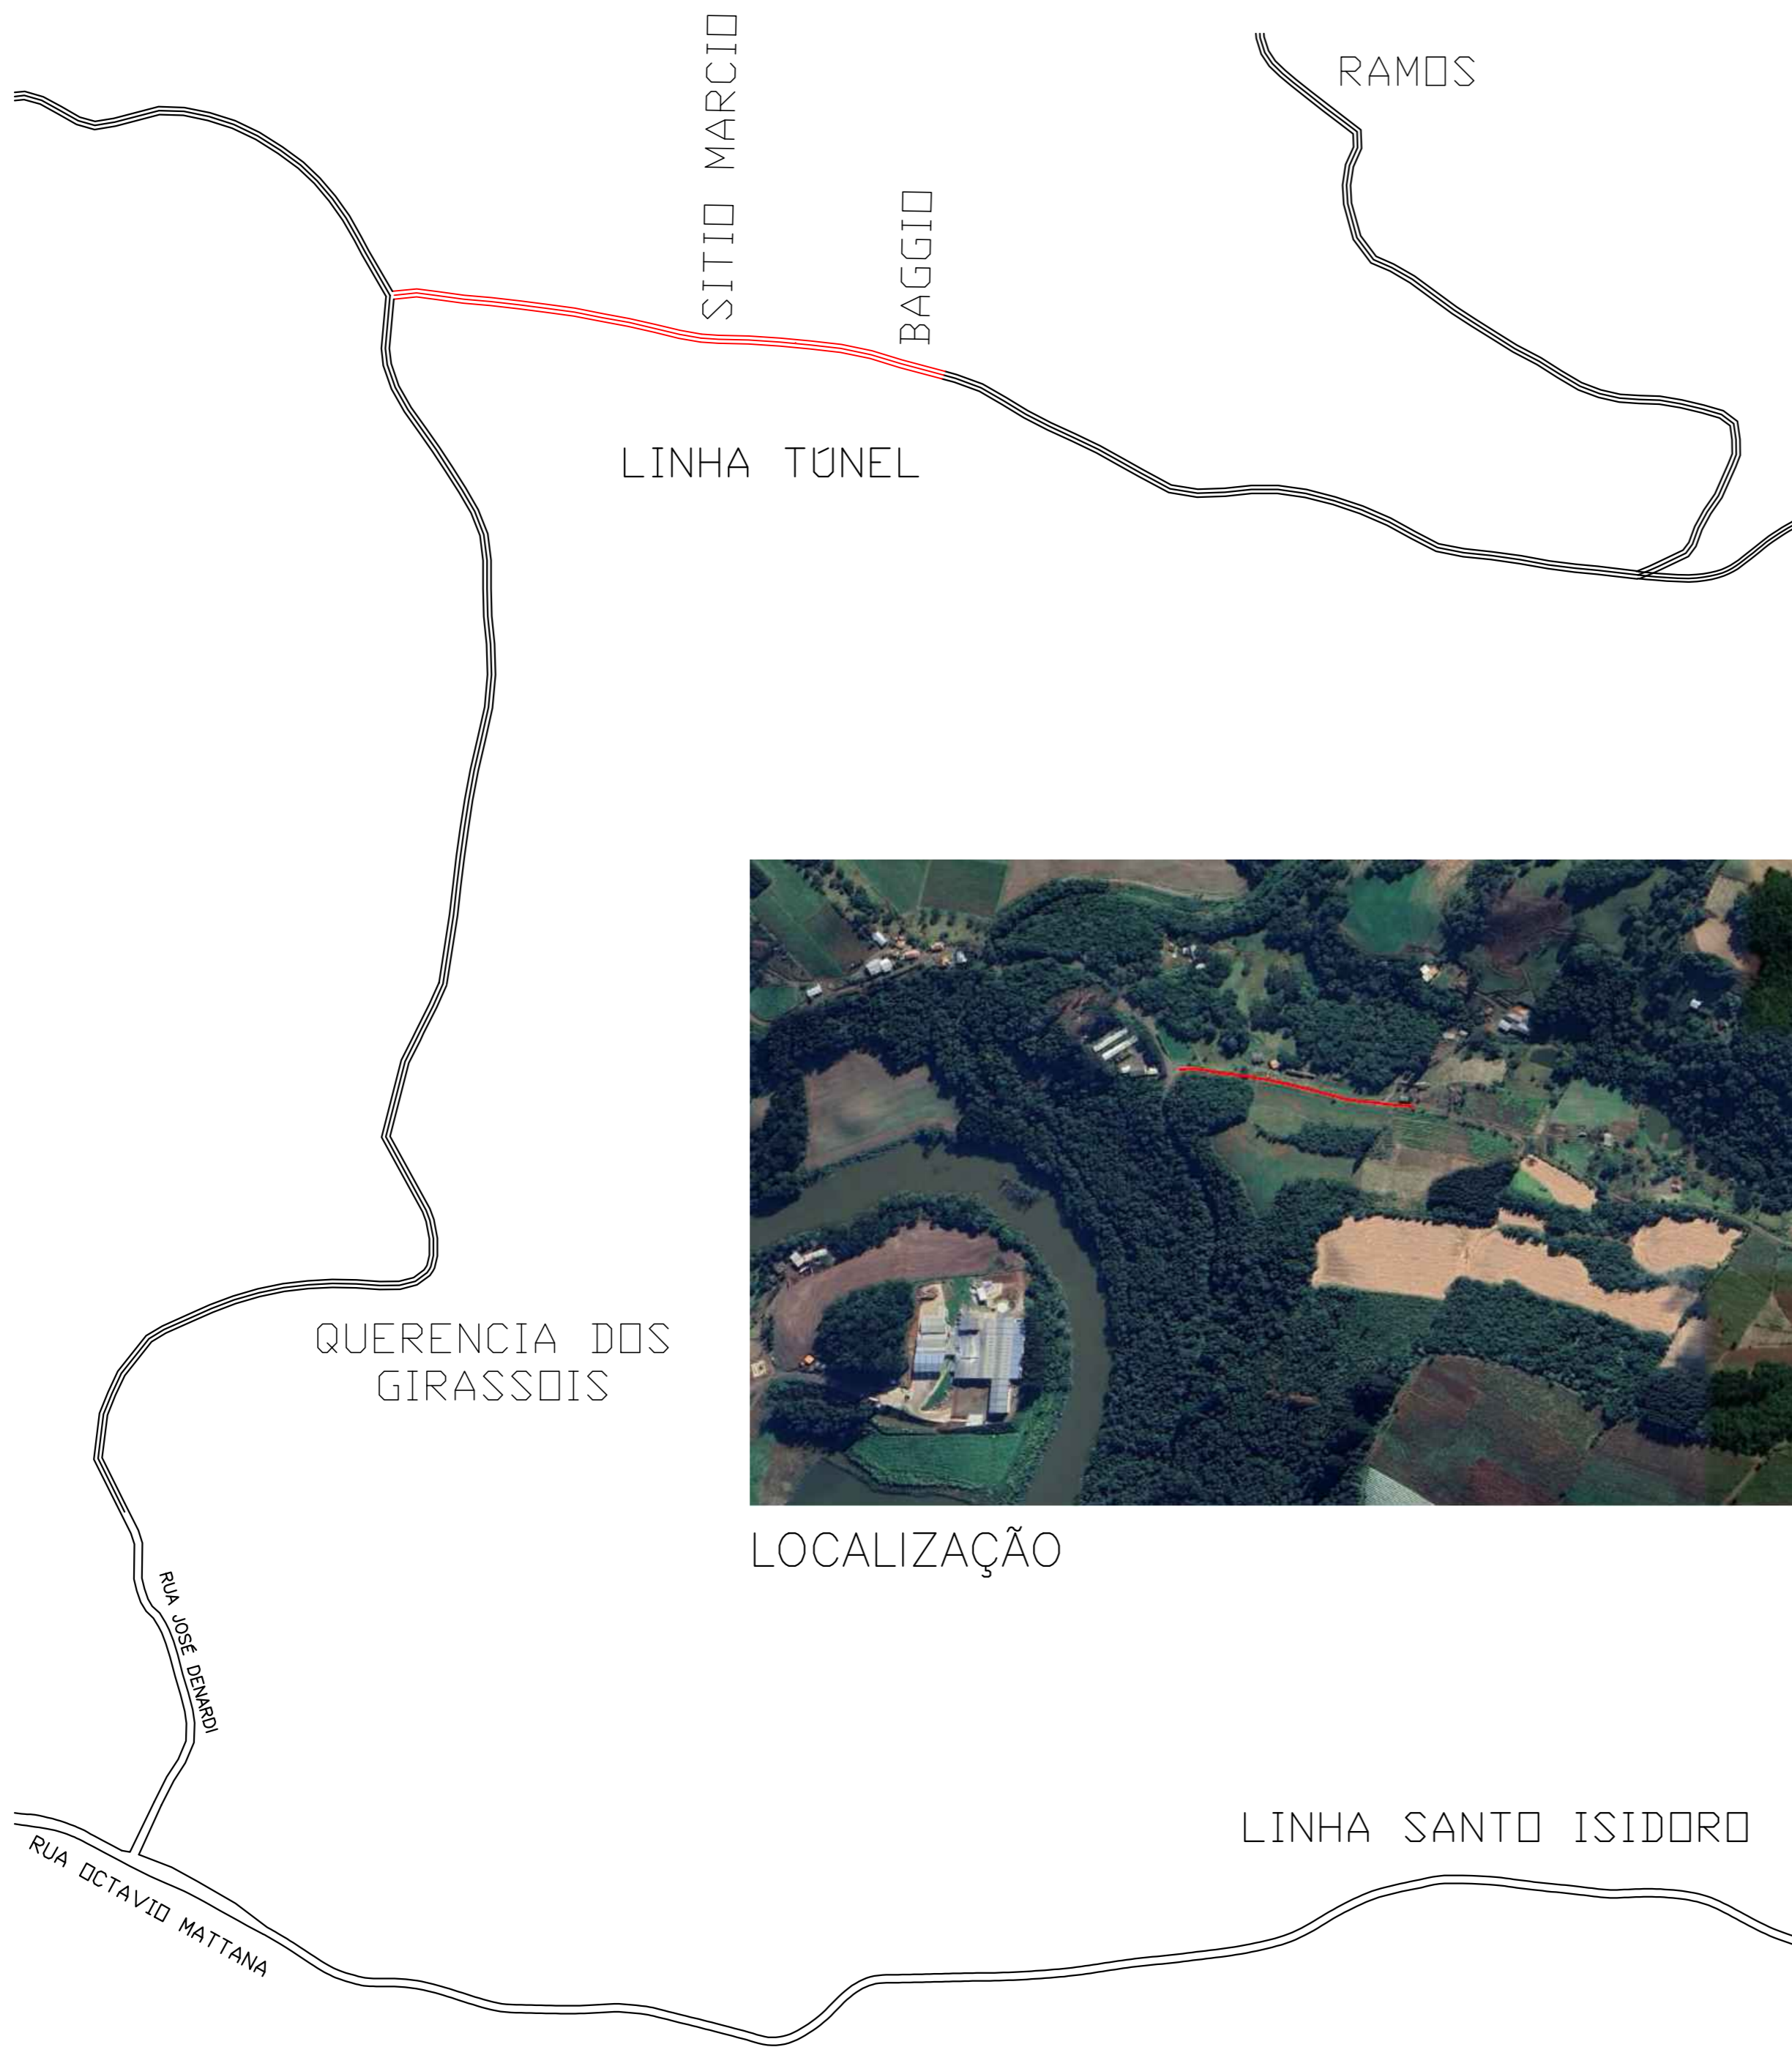 RAMOS
SITIO MARCIO
BAGGIO
LINHA TÚNEL
QUERENCIA DOS
GIRASSOIS
LOCALIZAÇÃO
RUA JOSÉ DENARDI
LINHA SANTO ISIDORO
RUA OCTAVIO MATTANA